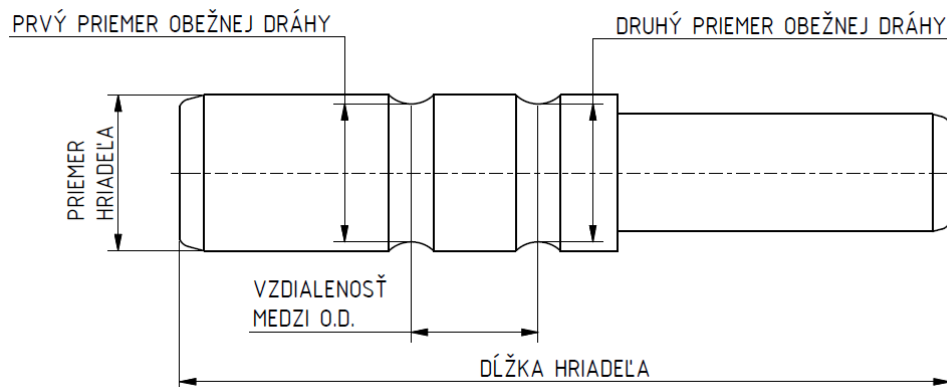 PRVÝ PRIEMER OBEŽNEJ DRÁHY
DRUHÝ PRIEMER OBEŽNEJ DRÁHY
PRIEMER
HRIADEĽA
VZDIALENOSŤ
MEDZI O.D.
DĹŽKA HRIADEĽA